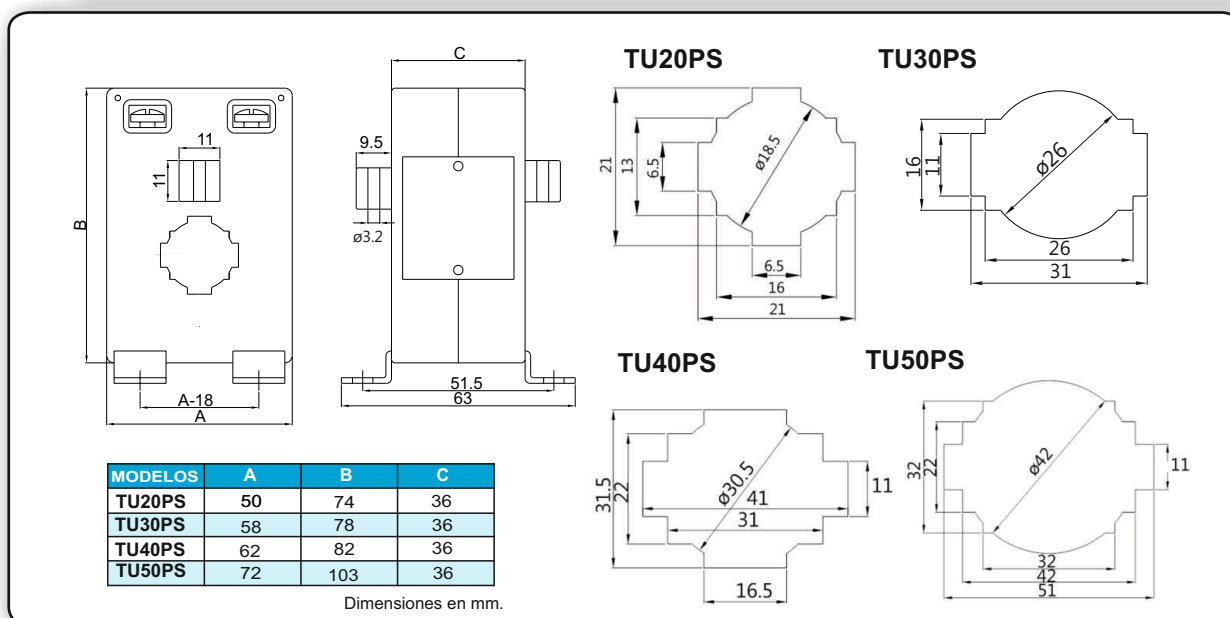 C
TU20PS
TU30PS
11
11
B
A-18
A
9.5
ø3.2
51.5
63
21
13
6.5
ø18.5
6.5
16
21
16
11
ø26
26
31
TU40PS
TU50PS
31.5
22
ø30.5
41
31
11
16.5
32
22
ø42
11
32
42
51
MODELOS A B C
TU20PS 50 74 36
TU30PS 58 78 36
TU40PS 62 82 36
TU50PS 72 103 36
Dimensiones en mm.